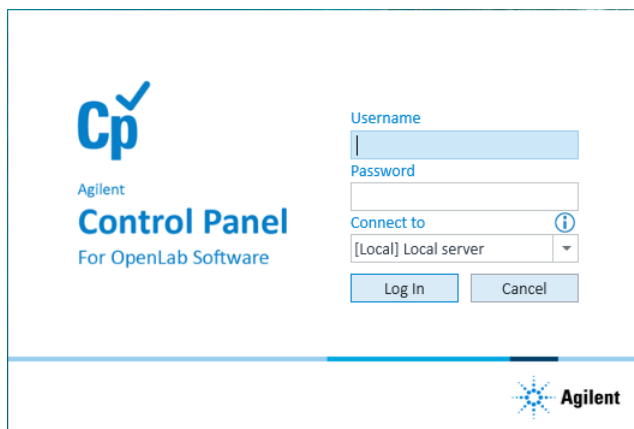 Cp
Agilent
Control Panel
For OpenLab Software
Username
Password
Connect to
[Local] Local server
Log In
Cancel
Agilent